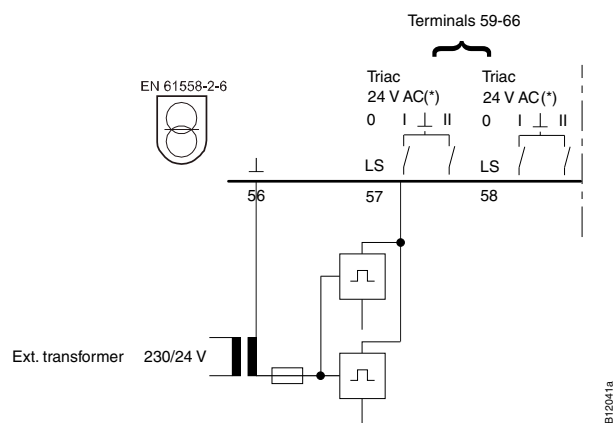 Terminals 59-66
EN 61558-2-6
Triac
24 V AC(*)
0 I ⊥ II
Triac
24 V AC(*)
0 I ⊥ II
⊥
LS
LS
56
57
58
Ext. transformer 230/24 V
B12041a